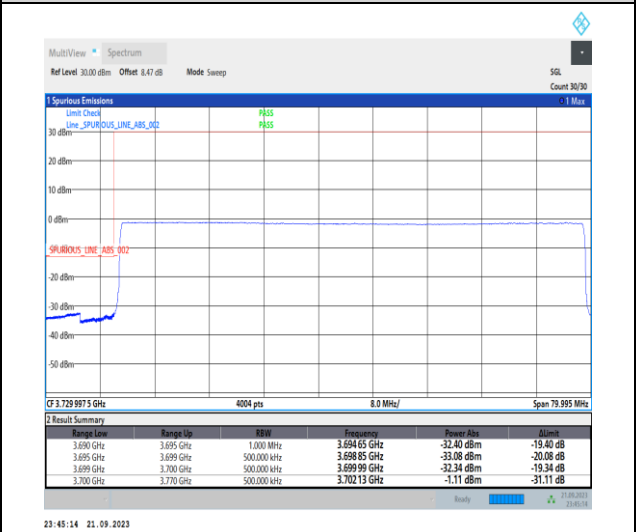 MultiView Spectrum
Ref Level 30.00 dBm Offset 8.47 dB Mode Sweep SGL
Count 30/30
1 Spurious Emissions 1 Max
Limit Check PASS
Line _SPURIOUS_LINE_ABS_002 PASS
30 dBm
20 dBm
10 dBm
0 dBm
_SPURIOUS_LINE_ABS_002
-20 dBm
-30 dBm
-40 dBm
-50 dBm
CF 3.729 997 5 GHz 4004 pts 8.0 MHz/ Span 79.995 MHz
2 Result Summary
Range Low Range Up RBW Frequency Power Abs ΔLimit
3.690 GHz 3.695 GHz 1.000 MHz 3.694 65 GHz -32.40 dBm -19.40 dB
3.695 GHz 3.699 GHz 500.000 kHz 3.698 85 GHz -33.08 dBm -20.08 dB
3.699 GHz 3.700 GHz 500.000 kHz 3.699 99 GHz -32.34 dBm -19.34 dB
3.700 GHz 3.770 GHz 500.000 kHz 3.702 13 GHz -1.11 dBm -31.11 dB
Ready 21.09.2023
23:45:14
23:45:14 21.09.2023